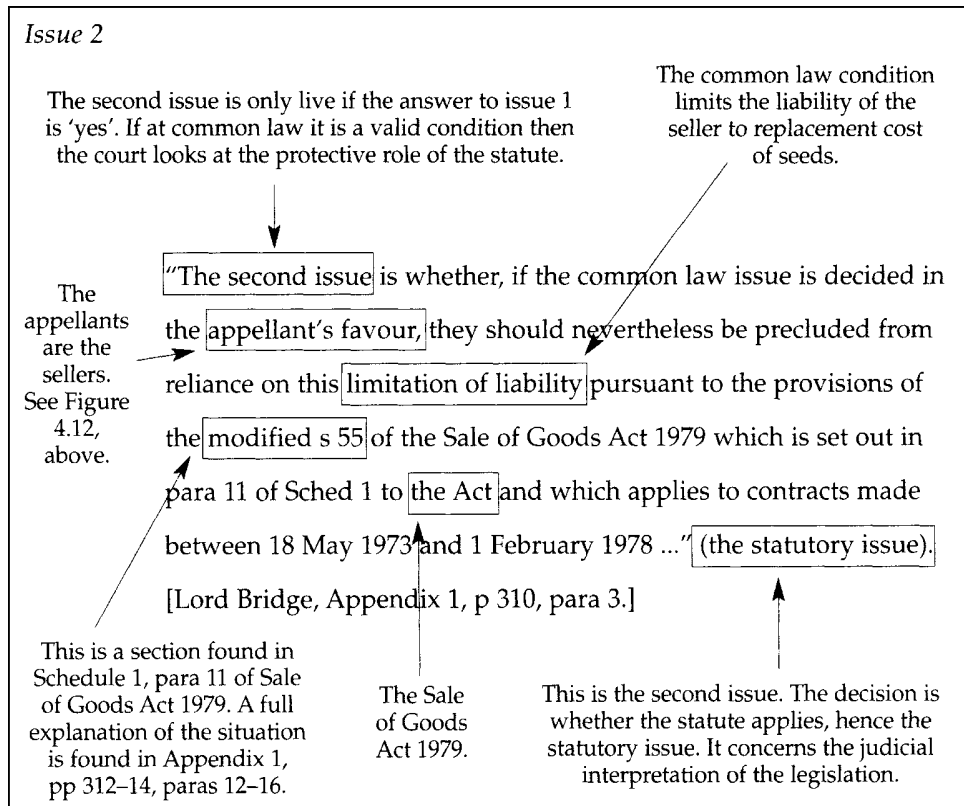 Issue 2
The second issue is only live if the answer to issue 1
is ‘yes’. If at common law it is a valid condition then
the court looks at the protective role of the statute.
The common law condition
limits the liability of the
seller to replacement cost
of seeds.
The
appellants
are the
sellers.
See Figure
4.12,
above.
“The second issue is whether, if the common law issue is decided in
the appellant’s favour, they should nevertheless be precluded from
reliance on this limitation of liability pursuant to the provisions of
the modified s 55 of the Sale of Goods Act 1979 which is set out in
para 11 of Sched 1 to the Act and which applies to contracts made
between 18 May 1973 and 1 February 1978 ...” (the statutory issue).
[Lord Bridge, Appendix 1, p 310, para 3.]
This is a section found in
Schedule 1, para 11 of Sale
of Goods Act 1979. A full
explanation of the situation
is found in Appendix 1,
pp 312–14, paras 12–16.
The Sale
of Goods
Act 1979.
This is the second issue. The decision is
whether the statute applies, hence the
statutory issue. It concerns the judicial
interpretation of the legislation.